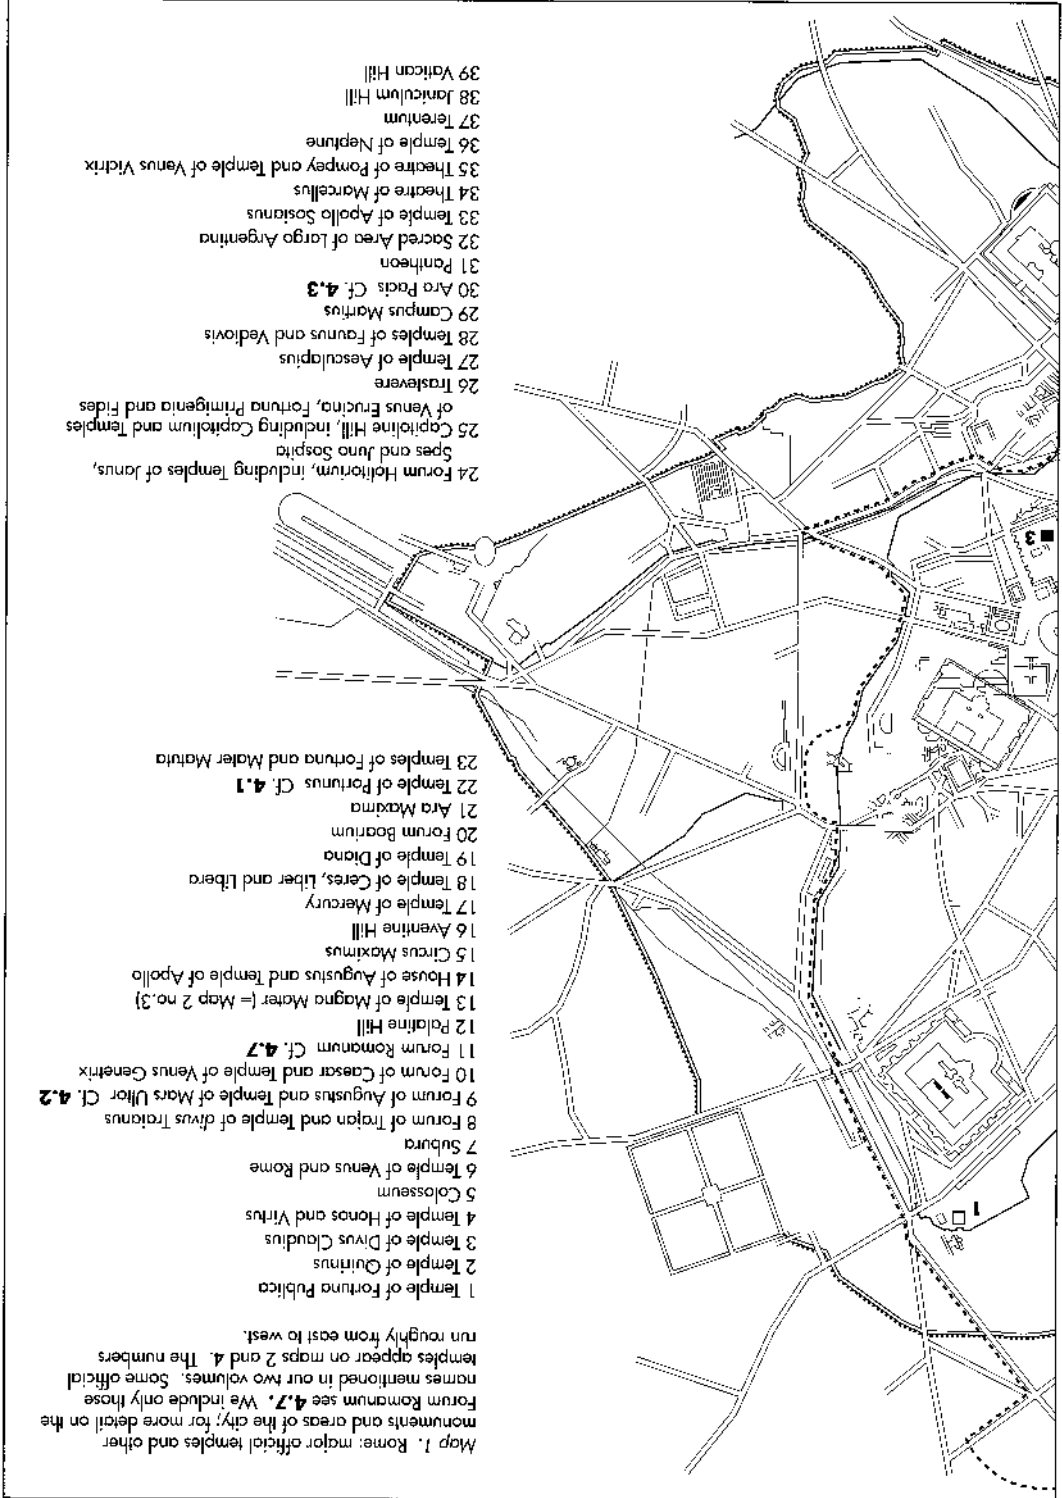 Map 1. Rome: major official temples and other
monuments and areas of the city; for more detail on the
Forum Romanum see 4.7. We include only those
names mentioned in our two volumes. Some official
temples appear on maps 2 and 4. The numbers
run roughly from east to west.
1 Temple of Fortuna Publica
2 Temple of Quirinus
3 Temple of Divus Claudius
4 Temple of Honos and Virtus
5 Colosseum
6 Temple of Venus and Rome
7 Subura
8 Forum of Trajan and Temple of divus Traianus
9 Forum of Augustus and Temple of Mars Ultor Cf. 4.2
10 Forum of Caesar and Temple of Venus Genetrix
11 Forum Romanum Cf. 4.7
12 Palatine Hill
13 Temple of Magna Mater (= Map 2 no.3)
14 House of Augustus and Temple of Apollo
15 Circus Maximus
16 Aventine Hill
17 Temple of Mercury
18 Temple of Ceres, Liber and Libera
19 Temple of Diana
20 Forum Boarium
21 Ara Maxima
22 Temple of Portunus Cf. 4.1
23 Temples of Fortuna and Mater Matuta
24 Forum Holitorium, including Temples of Janus,
Spes and Juno Sospita
25 Capitoline Hill, including Capitolium and Temples
of Venus Erucina, Fortuna Primigenia and Fides
26 Trastevere
27 Temple of Aesculapius
28 Temples of Faunus and Vediovis
29 Campus Martius
30 Ara Pacis Cf. 4.3
31 Pantheon
32 Sacred Area of Largo Argentina
33 Temple of Apollo Sosianus
34 Theatre of Marcellus
35 Theatre of Pompey and Temple of Venus Victrix
36 Temple of Neptune
37 Terentum
38 Janiculum Hill
39 Vatican Hill
1
3